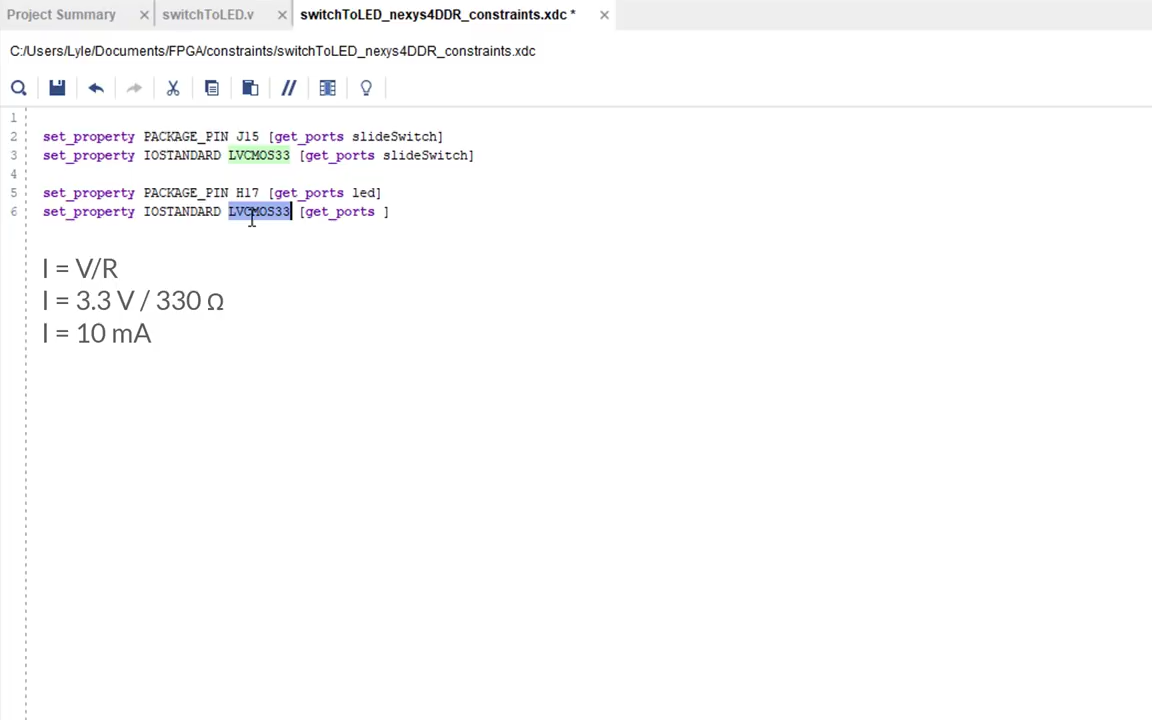 Project Summary × switchToLED.v × switchToLED_nexys4DDR_constraints.xdc * ×
C:/Users/Lyle/Documents/FPGA/constraints/switchToLED_nexys4DDR_constraints.xdc
//
1
2 set_property PACKAGE_PIN J15 [get_ports slideSwitch]
3 set_property IOSTANDARD LVCMOS33 [get_ports slideSwitch]
4
5 set_property PACKAGE_PIN H17 [get_ports led]
6 set_property IOSTANDARD LVCMOS33 [get_ports ]
I = V/R
I = 3.3 V / 330 Ω
I = 10 mA